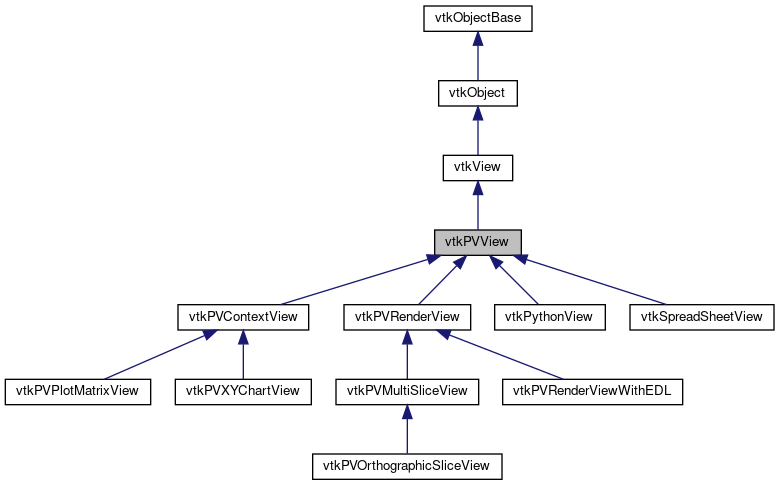 vtkObjectBase
vtkObject
vtkView
vtkPVView
vtkPVContextView
vtkPVRenderView
vtkPythonView
vtkSpreadSheetView
vtkPVPlotMatrixView
vtkPVXYChartView
vtkPVMultiSliceView
vtkPVRenderViewWithEDL
vtkPVOrthographicSliceView